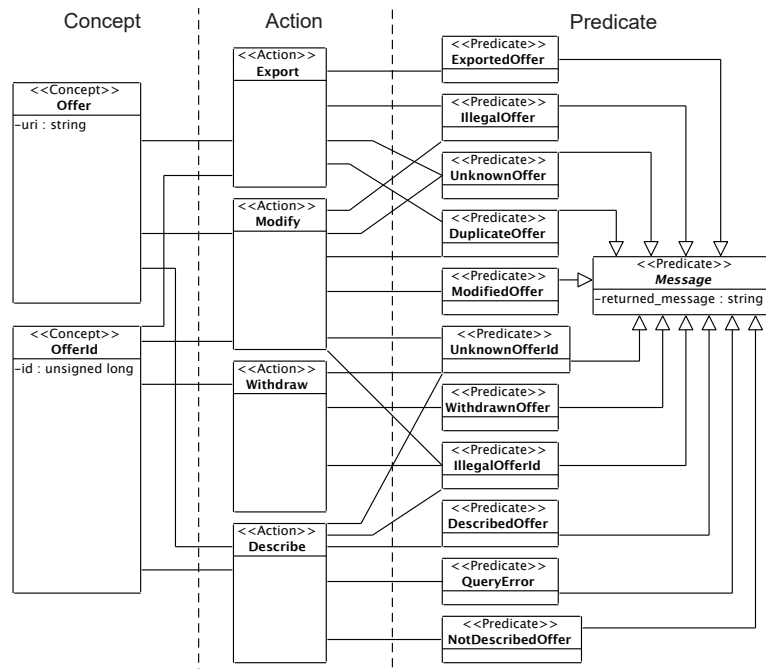 Concept
Action
Predicate
<<Concept>>
Offer
-uri : string
<<Concept>>
OfferId
-id : unsigned long
<<Action>>
Export
<<Action>>
Modify
<<Action>>
Withdraw
<<Action>>
Describe
<<Predicate>>
ExportedOffer
<<Predicate>>
IllegalOffer
<<Predicate>>
UnknownOffer
<<Predicate>>
DuplicateOffer
<<Predicate>>
ModifiedOffer
<<Predicate>>
UnknownOfferId
<<Predicate>>
WithdrawnOffer
<<Predicate>>
IllegalOfferId
<<Predicate>>
DescribedOffer
<<Predicate>>
QueryError
<<Predicate>>
NotDescribedOffer
<<Predicate>>
Message
-returned_message : string